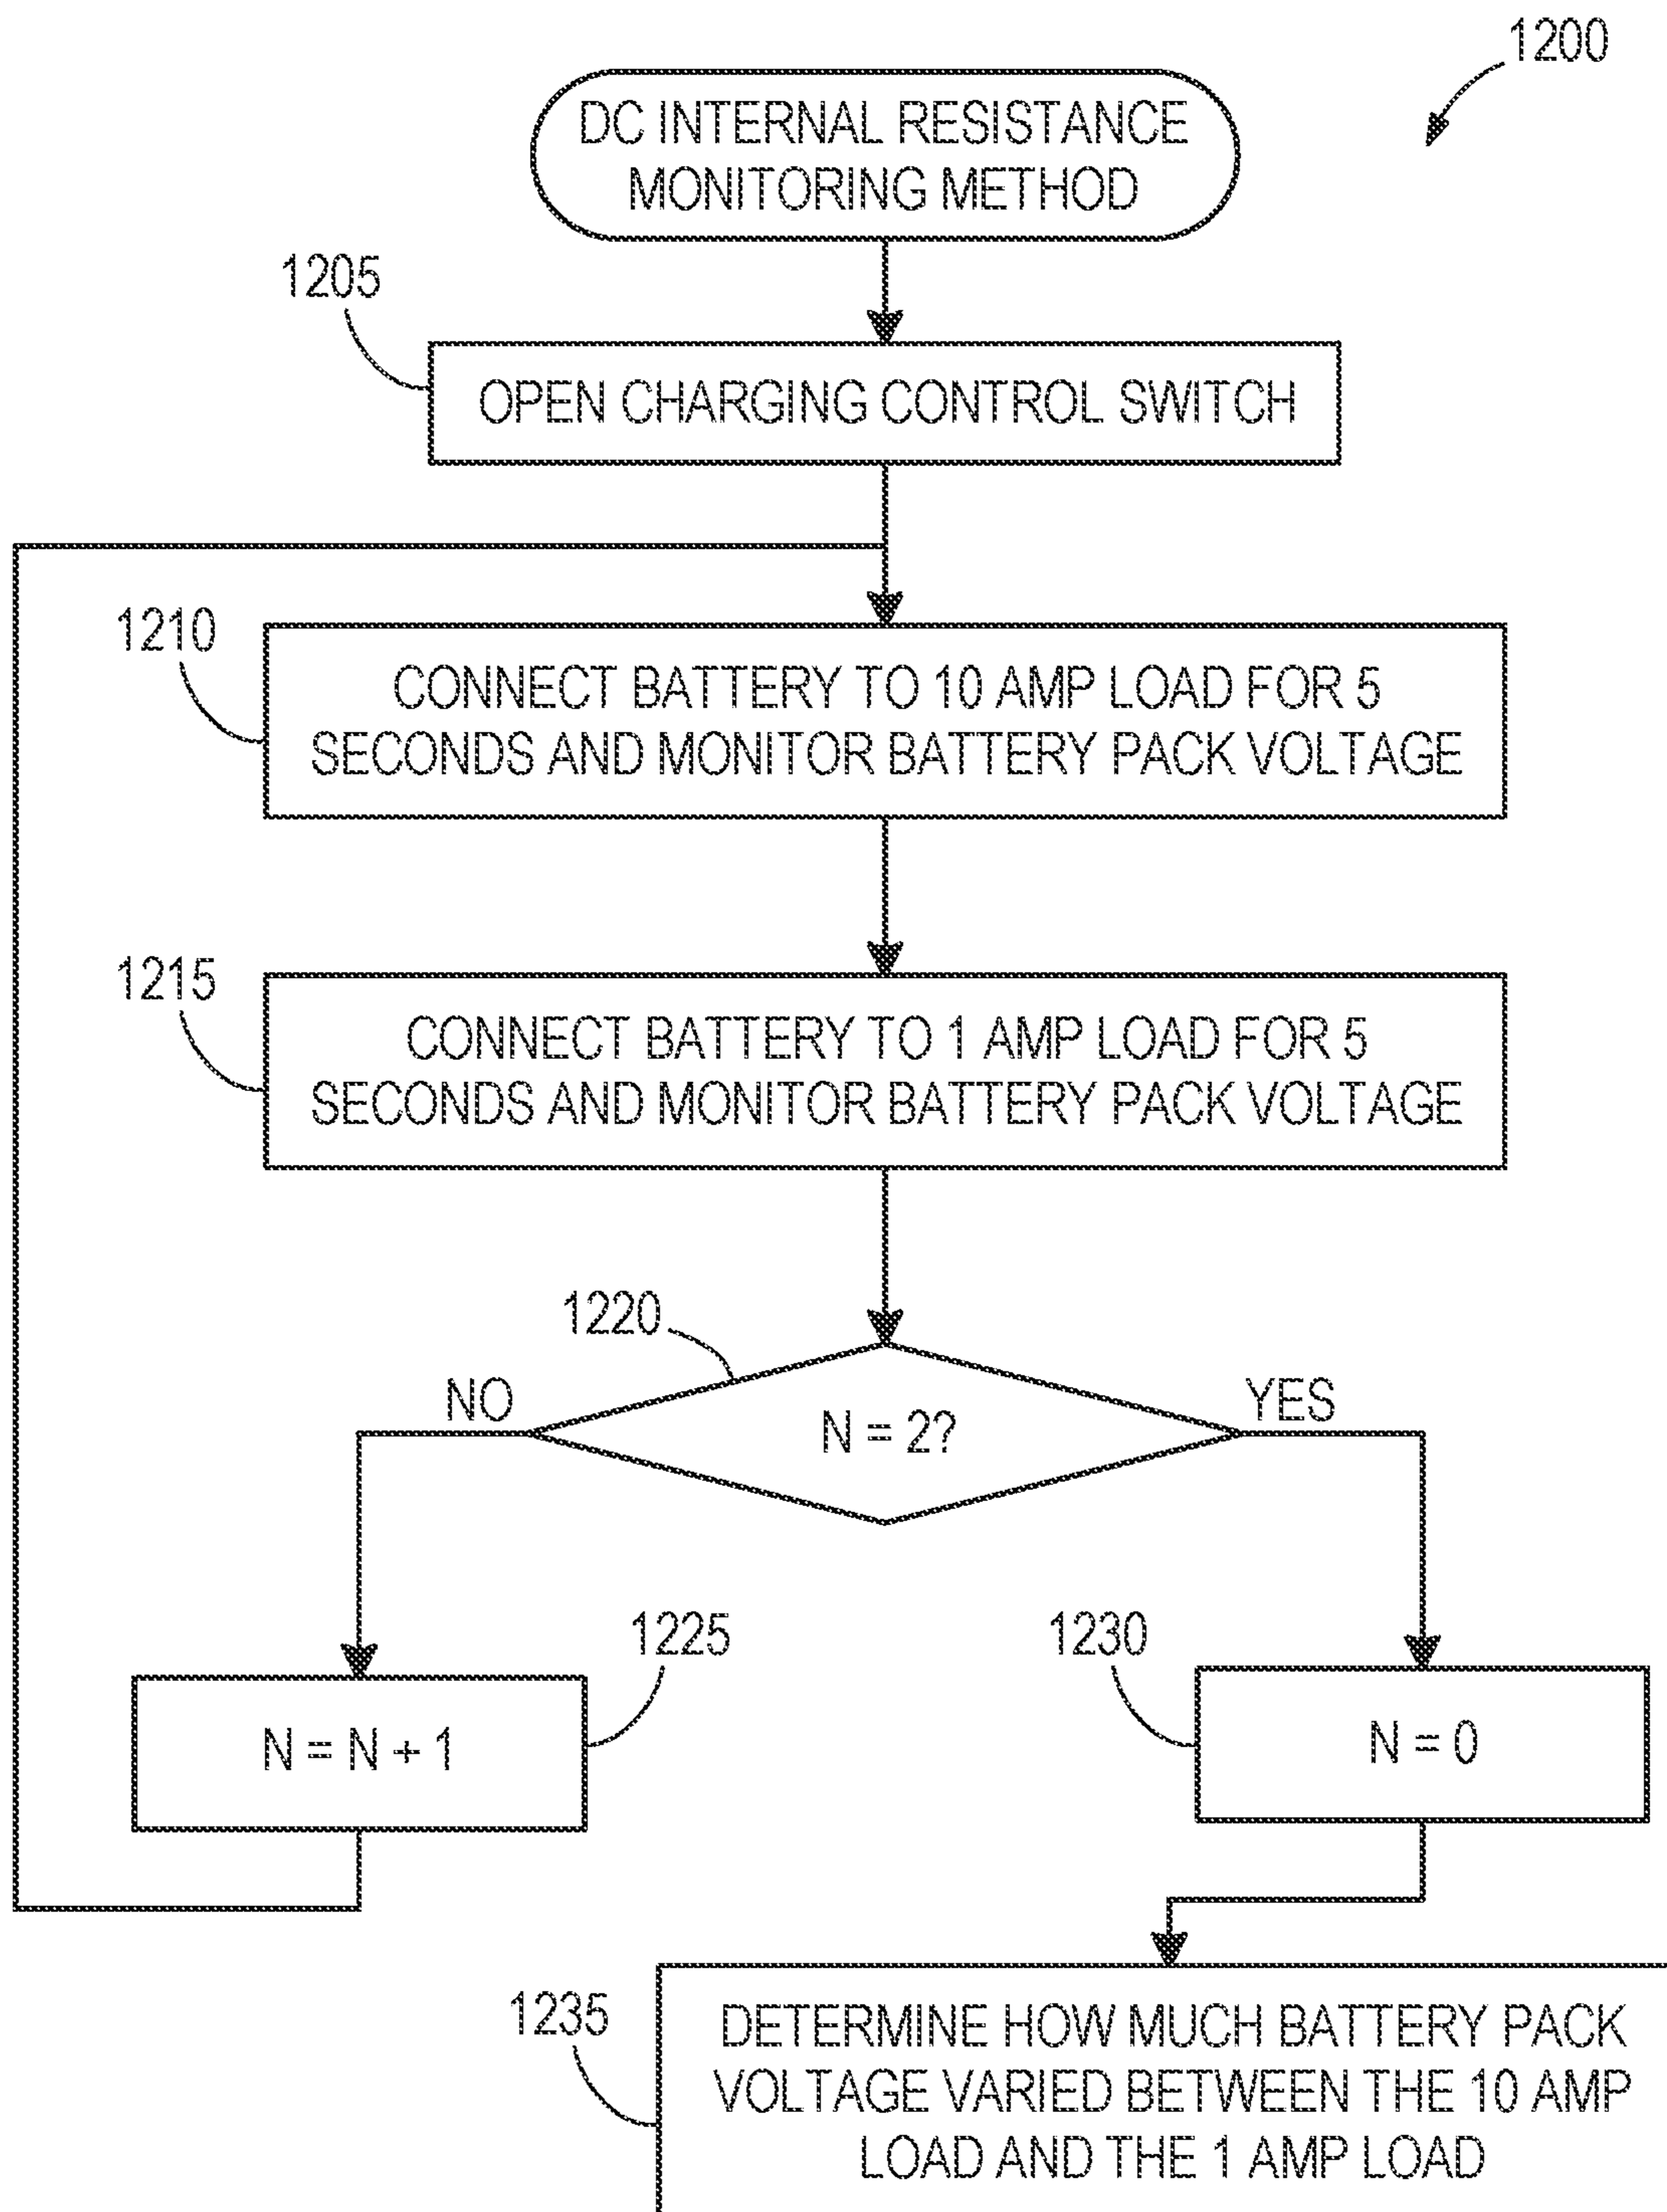 1200
DC INTERNAL RESISTANCE
MONITORING METHOD
1205
OPEN CHARGING CONTROL SWITCH
1210
CONNECT BATTERY TO 10 AMP LOAD FOR 5
SECONDS AND MONITOR BATTERY PACK VOLTAGE
1215
CONNECT BATTERY TO 1 AMP LOAD FOR 5
SECONDS AND MONITOR BATTERY PACK VOLTAGE
1220
NO
N = 2?
YES
1225
N = N + 1
1230
N = 0
1235
DETERMINE HOW MUCH BATTERY PACK
VOLTAGE VARIED BETWEEN THE 10 AMP
LOAD AND THE 1 AMP LOAD